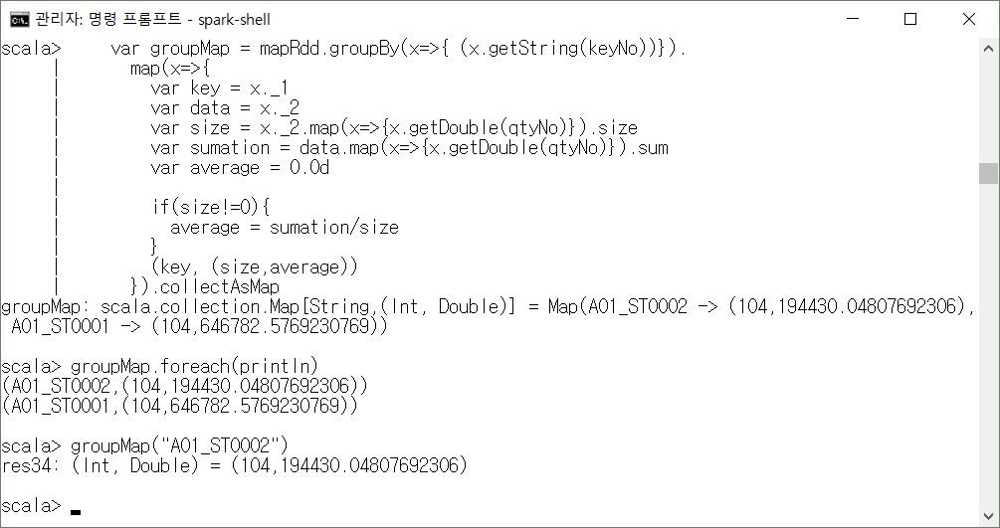 관리자: 명령 프롬프트 - spark-shell
scala>     var groupMap = mapRdd.groupBy(x=>{ (x.getString(keyNo))}).
     |       map(x=>{
     |         var key = x._1
     |         var data = x._2
     |         var size = x._2.map(x=>{x.getDouble(qtyNo)}).size
     |         var sumation = data.map(x=>{x.getDouble(qtyNo)}).sum
     |         var average = 0.0d
     |
     |         if(size!=0){
     |           average = sumation/size
     |         }
     |         (key, (size,average))
     |       }).collectAsMap
groupMap: scala.collection.Map[String,(Int, Double)] = Map(A01_ST0002 -> (104,194430.04807692306),
 A01_ST0001 -> (104,646782.5769230769))
scala> groupMap.foreach(println)
(A01_ST0002,(104,194430.04807692306))
(A01_ST0001,(104,646782.5769230769))
scala> groupMap("A01_ST0002")
res34: (Int, Double) = (104,194430.04807692306)
scala>